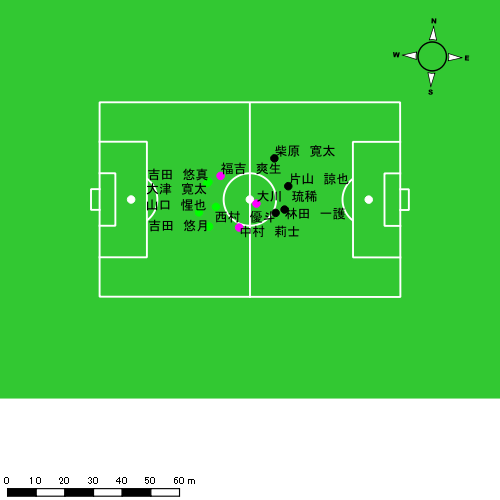 N
W E
S
柴原 寛太
福吉 爽生
吉田 悠真
片山 諒也
大津 寛太
大川 琉稀
山口 惺也
西村 優斗
林田 一護
吉田 悠月
中村 莉士
0 10 20 30 40 50 60 m